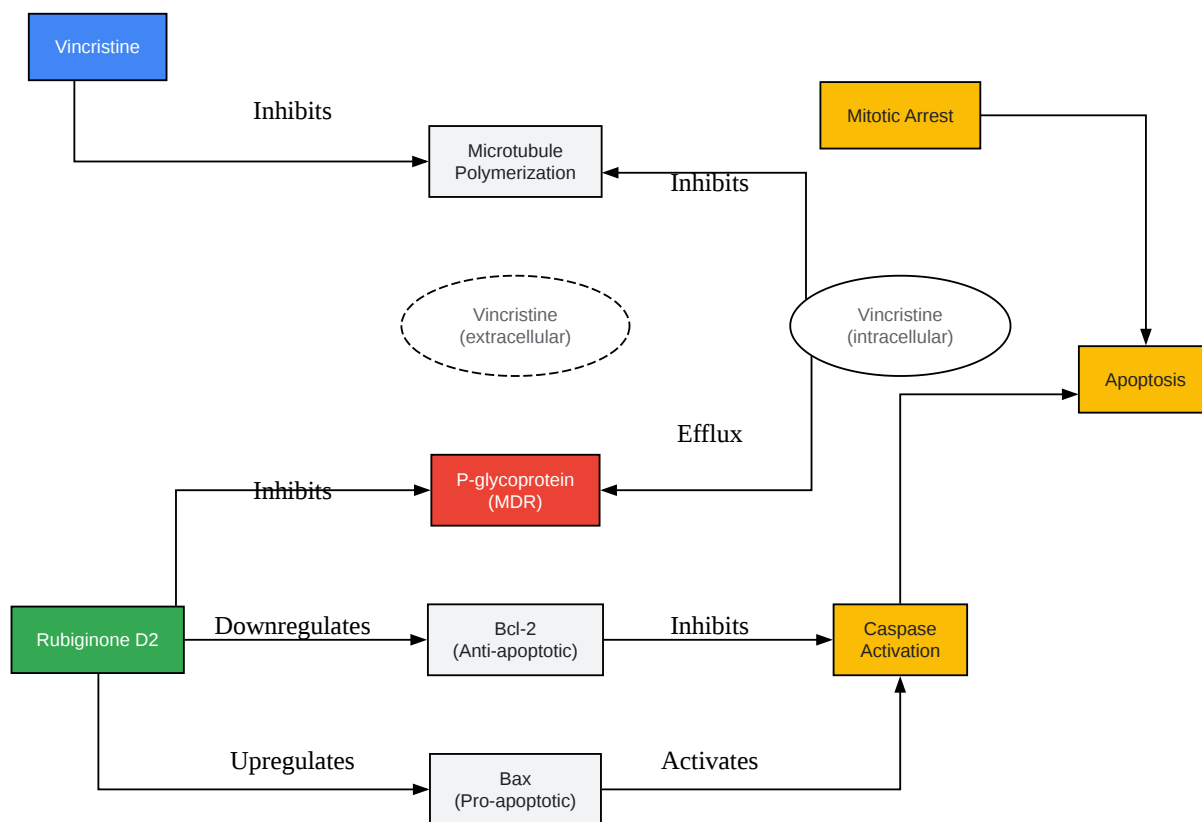 Vincristine
Inhibits
Mitotic Arrest
Microtubule
Polymerization
Inhibits
Vincristine
(extracellular)
Vincristine
(intracellular)
Apoptosis
Efflux
Inhibits
P-glycoprotein
(MDR)
Rubiginone D2
Downregulates
Bcl-2
(Anti-apoptotic)
Inhibits
Caspase
Activation
Upregulates
Bax
(Pro-apoptotic)
Activates